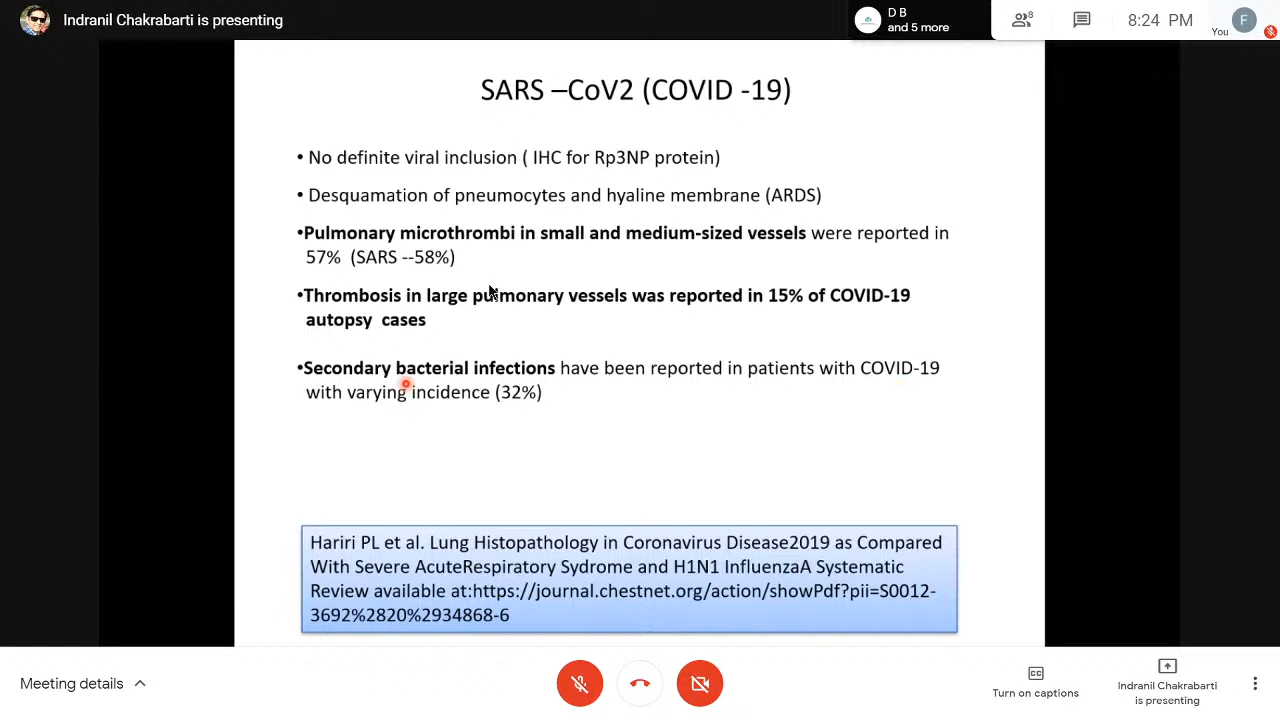 Indranil Chakrabarti is presenting
D B
and 5 more
8
8:24 PM
You
F
SARS –CoV2 (COVID -19)
• No definite viral inclusion ( IHC for Rp3NP protein)
• Desquamation of pneumocytes and hyaline membrane (ARDS)
•Pulmonary microthrombi in small and medium-sized vessels were reported in
57% (SARS --58%)
•Thrombosis in large pulmonary vessels was reported in 15% of COVID-19
autopsy cases
•Secondary bacterial infections have been reported in patients with COVID-19
with varying incidence (32%)
Hariri PL et al. Lung Histopathology in Coronavirus Disease2019 as Compared
With Severe AcuteRespiratory Sydrome and H1N1 InfluenzaA Systematic
Review available at:https://journal.chestnet.org/action/showPdf?pii=S0012-
3692%2820%2934868-6
Meeting details
CC
Turn on captions
Indranil Chakrabarti
is presenting